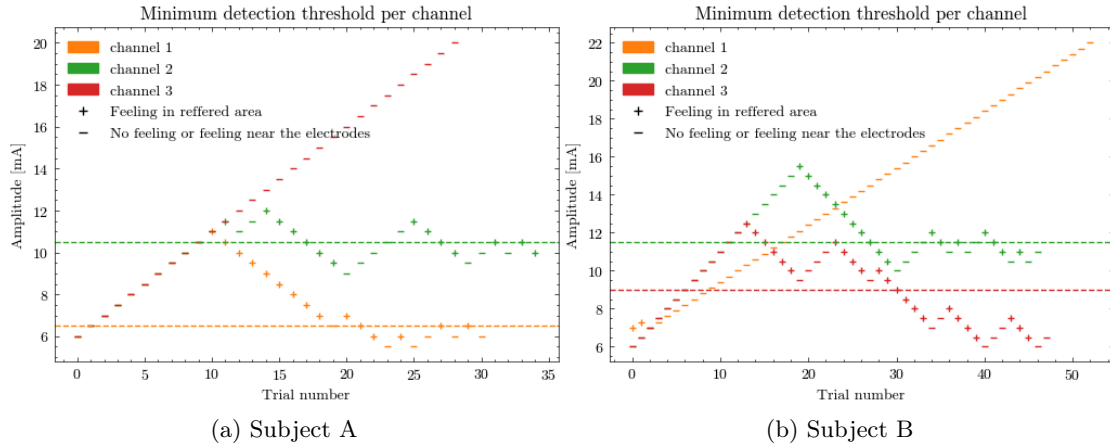 Minimum detection threshold per channel
20
18
16
14
12
10
8
6
Amplitude [mA]
channel 1
channel 2
channel 3
+ Feeling in reffered area
− No feeling or feeling near the electrodes
0 5 10 15 20 25 30 35
Trial number
(a) Subject A
Minimum detection threshold per channel
22
20
18
16
14
12
10
8
6
Amplitude [mA]
channel 1
channel 2
channel 3
+ Feeling in reffered area
− No feeling or feeling near the electrodes
0 10 20 30 40 50
Trial number
(b) Subject B